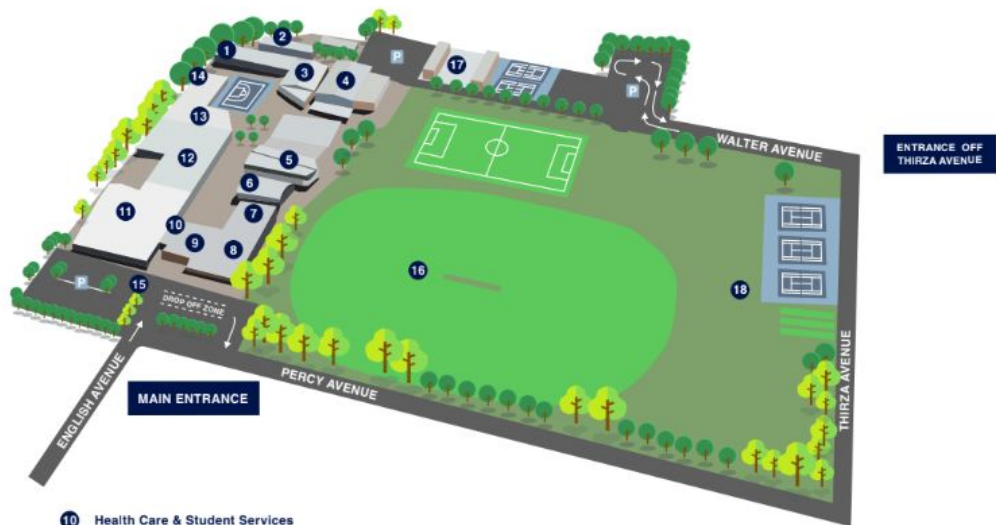 2
1
P
17
3
4
14
P
13
WALTER AVENUE
ENTRANCE OFF
THIRZA AVENUE
5
12
6
11
7
10
9
8
16
18
P
15
DROP OFF ZONE
MAIN ENTRANCE
ENGLISH AVENUE
PERCY AVENUE
THIRZA AVENUE
10 Health Care & Student Services